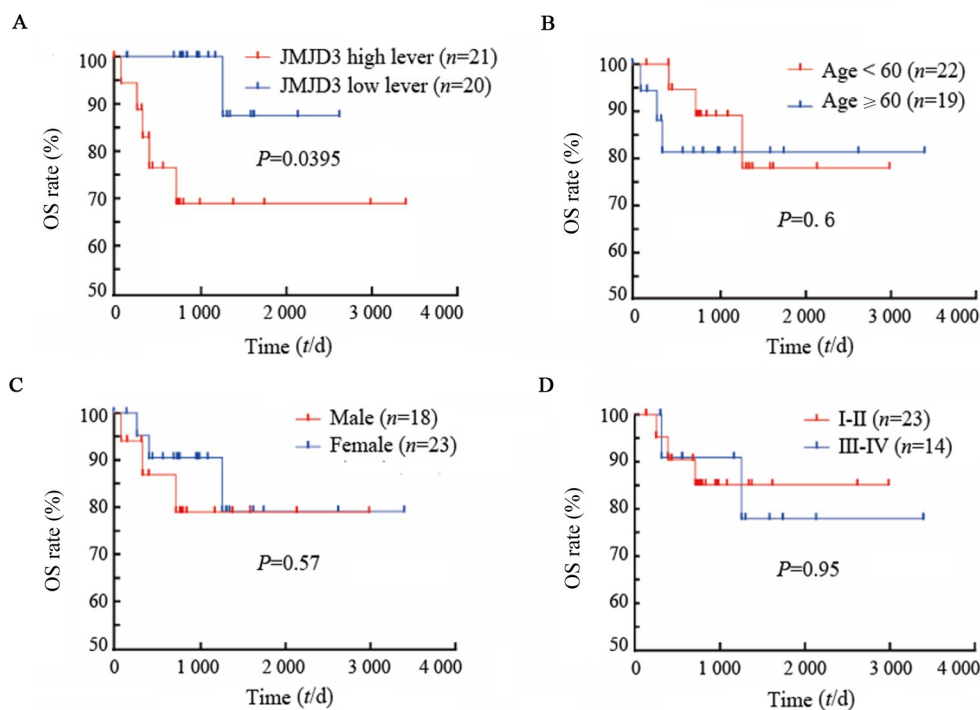 A
JMJD3 high lever (n=21)
JMJD3 low lever (n=20)
P=0.0395
OS rate (%)
100
90
80
70
60
50
0 1 000 2 000 3 000 4 000
Time (t/d)
B
Age < 60 (n=22)
Age ≥ 60 (n=19)
P=0. 6
OS rate (%)
100
90
80
70
60
50
0 1 000 2 000 3 000 4 000
Time (t/d)
C
Male (n=18)
Female (n=23)
P=0.57
OS rate (%)
100
90
80
70
60
50
0 1 000 2 000 3 000 4 000
Time (t/d)
D
I-II (n=23)
III-IV (n=14)
P=0.95
OS rate (%)
100
90
80
70
60
50
0 1 000 2 000 3 000 4 000
Time (t/d)